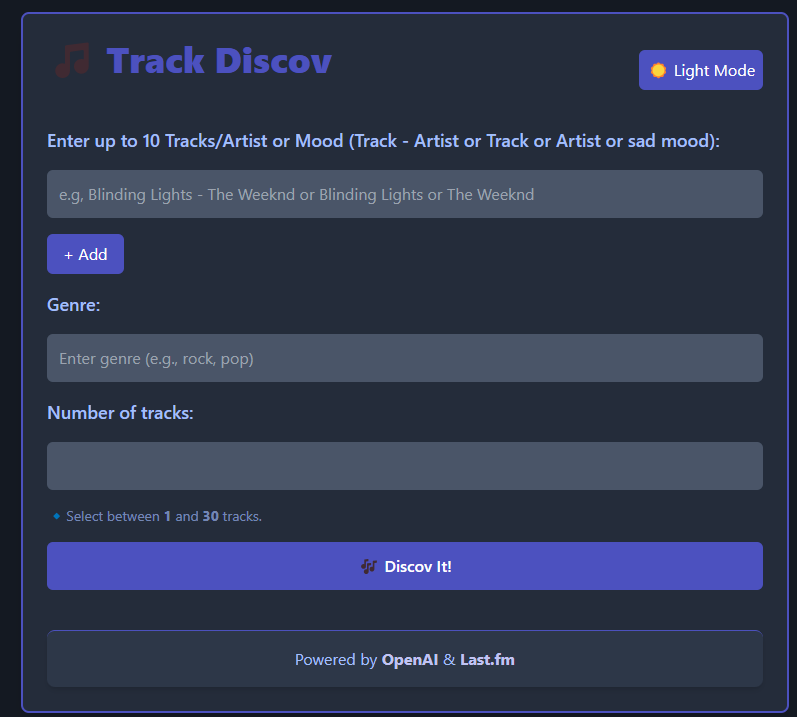 Track Discov
Light Mode
Enter up to 10 Tracks/Artist or Mood (Track - Artist or Track or Artist or sad mood):
e.g, Blinding Lights - The Weeknd or Blinding Lights or The Weeknd
+ Add
Genre:
Enter genre (e.g., rock, pop)
Number of tracks:
Select between 1 and 30 tracks.
Discov It!
Powered by OpenAI & Last.fm